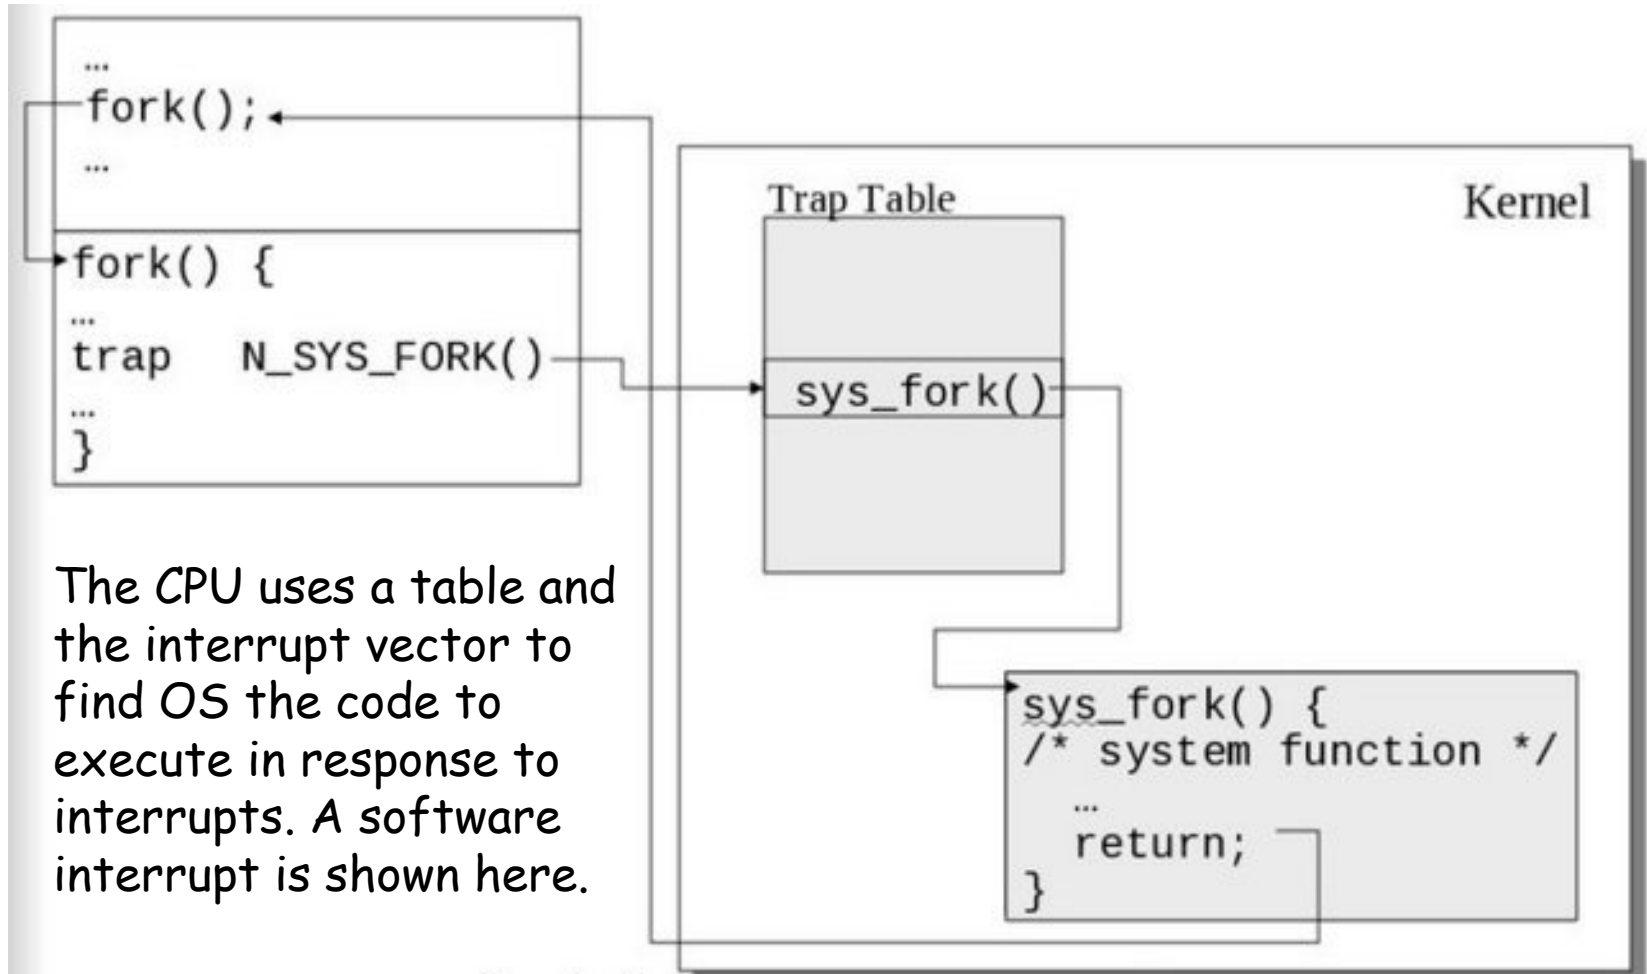 ...
fork();
...
fork() {
...
trap   N_SYS_FORK()
...
}
Trap Table
Kernel
sys_fork()
sys_fork() {
/* system function */
...
return;
}
The CPU uses a table and
the interrupt vector to
find OS the code to
execute in response to
interrupts. A software
interrupt is shown here.